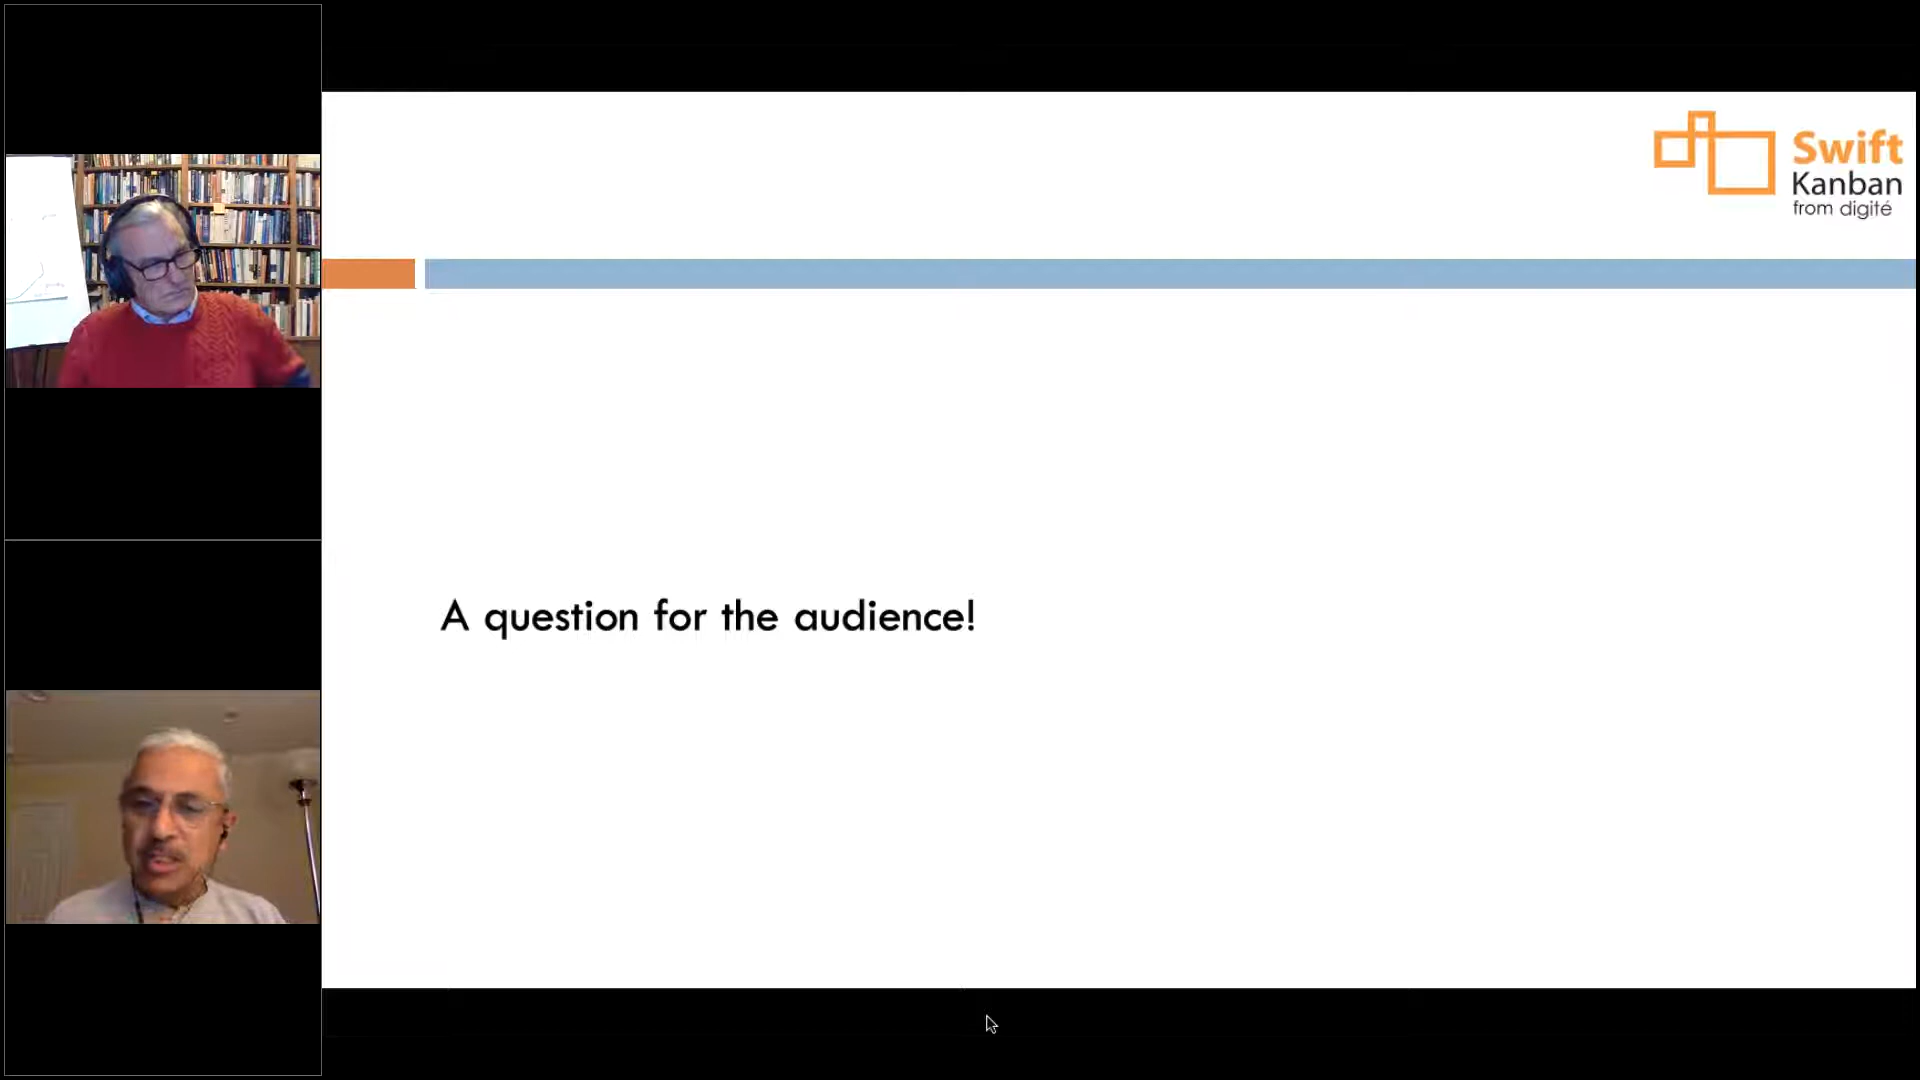 Swift
Kanban
from digité
A question for the audience!